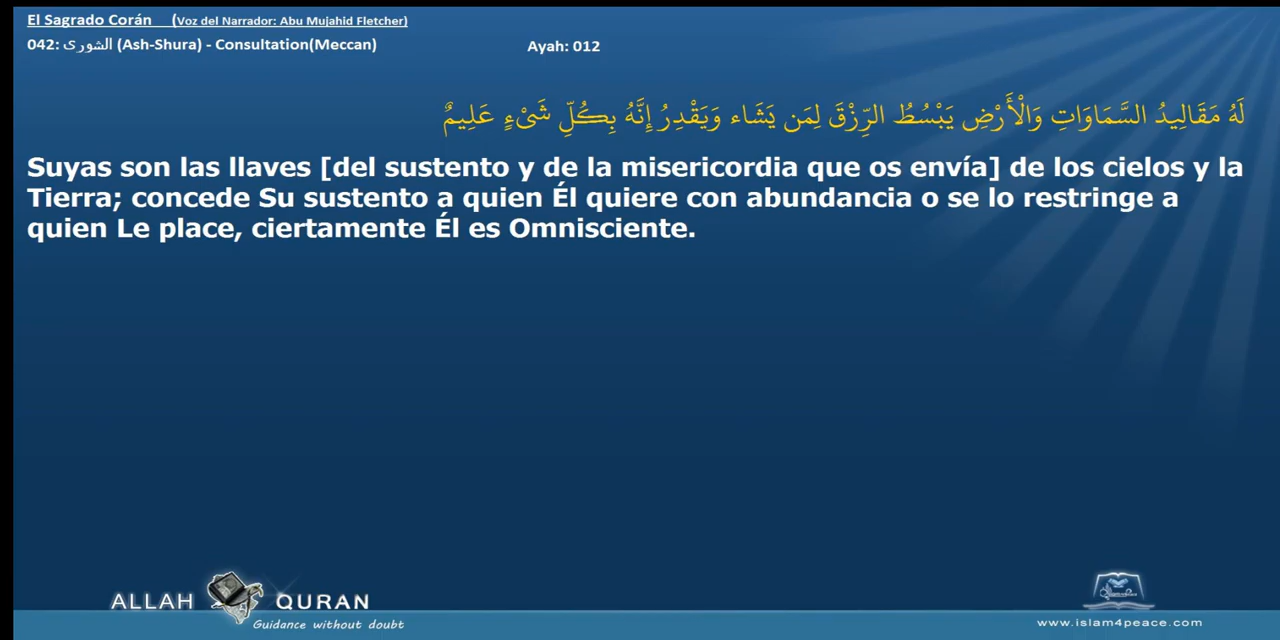 El Sagrado Corán (Voz del Narrador: Abu Mujahid Fletcher)
042: الشورى (Ash-Shura) - Consultation(Meccan) Ayah: 012
لَهُ مَقَالِيدُ السَّمَاوَاتِ وَالْأَرْضِ يَبْسُطُ الرِّزْقَ لِمَن يَشَاء وَيَقْدِرُ إِنَّهُ بِكُلِّ شَيْءٍ عَلِيمٌ
Suyas son las llaves [del sustento y de la misericordia que os envía] de los cielos y la
Tierra; concede Su sustento a quien Él quiere con abundancia o se lo restringe a
quien Le place, ciertamente Él es Omnisciente.
ALLAH QURAN
Guidance without doubt
www.islam4peace.com